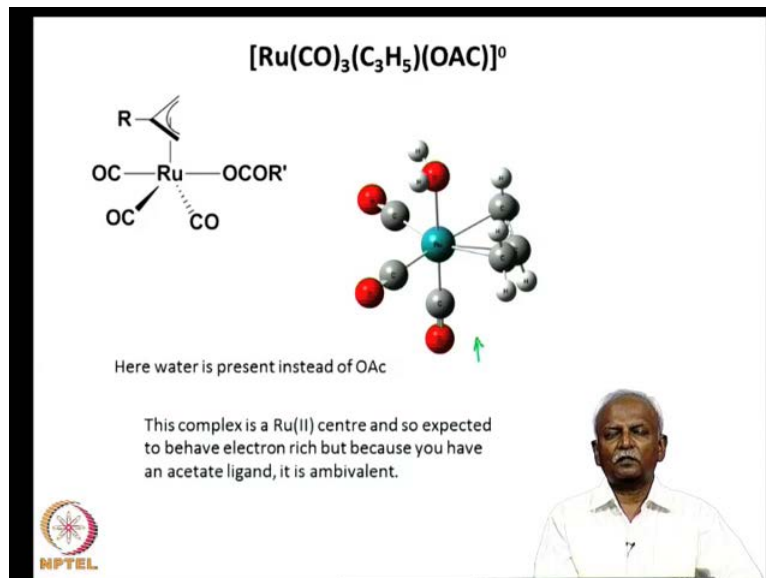 [Ru(CO)₃(C₃H₅)(OAC)]⁰
R
OC Ru OCOR'
OC CO
Here water is present instead of OAc
This complex is a Ru(II) centre and so expected
to behave electron rich but because you have
an acetate ligand, it is ambivalent.
NPTEL